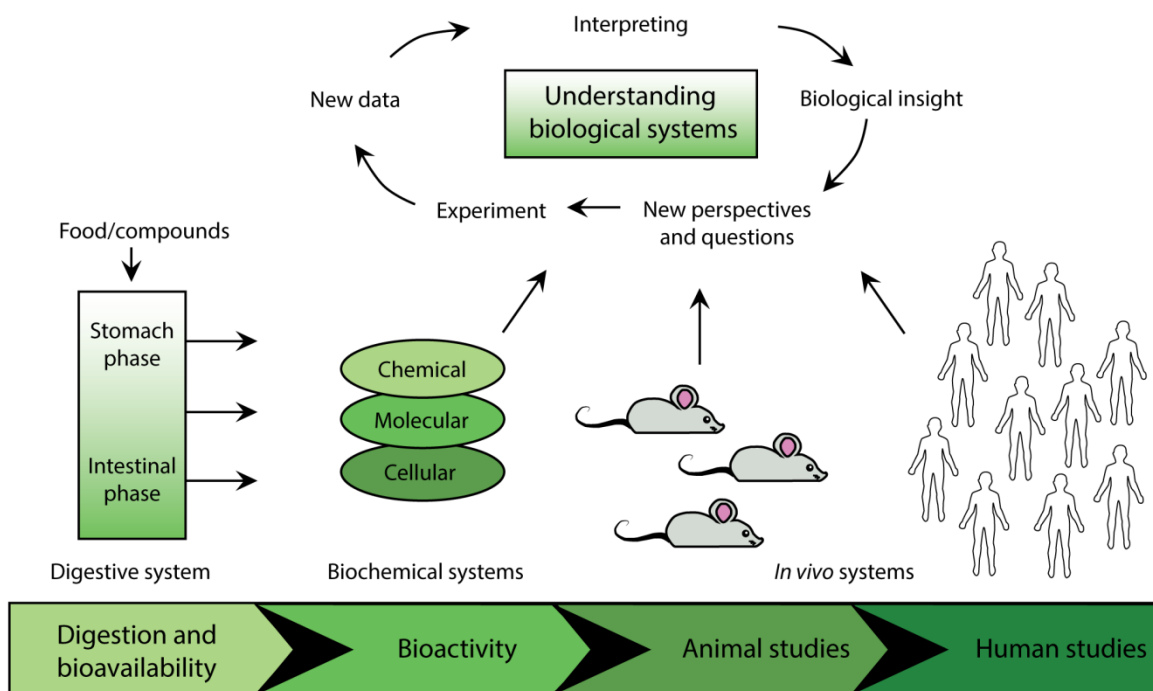 Interpreting
New data
Understanding
biological systems
Biological insight
Experiment
New perspectives
and questions
Food/compounds
Stomach
phase
Intestinal
phase
Chemical
Molecular
Cellular
Digestive system
Biochemical systems
In vivo systems
Digestion and
bioavailability
Bioactivity
Animal studies
Human studies